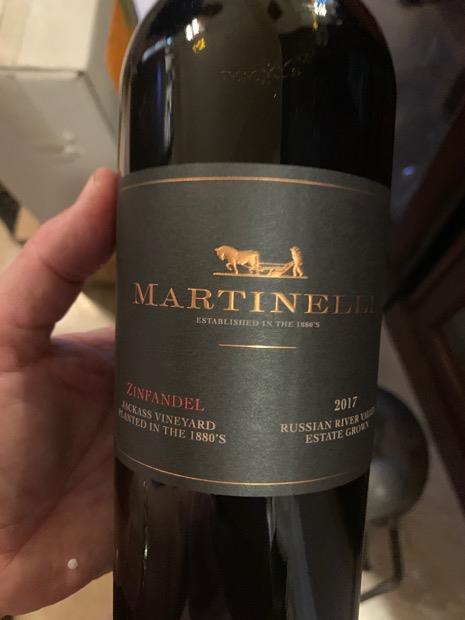 MARTINELLI
ESTABLISHED IN THE 1880'S
ZINFANDEL
JACKASS VINEYARD
PLANTED IN THE 1880'S
2017
RUSSIAN RIVER VALLEY
ESTATE GROWN